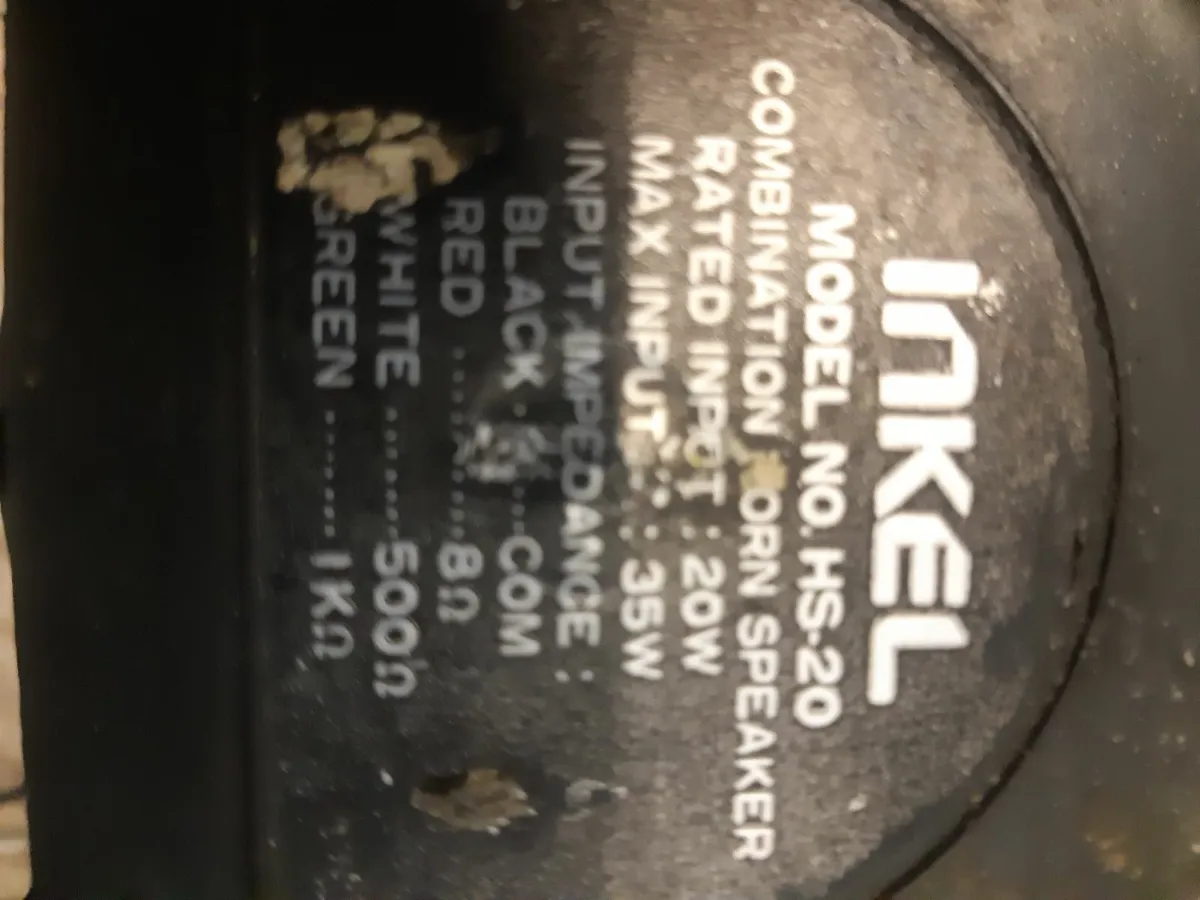 inKEL
MODEL NO. HS-20
COMBINATION ORN SPEAKER
RATED INPUT : 20W
MAX INPUT : 35W
INPUT IMPEDANCE :
BLACK ..... COM
RED .......... 8Ω
WHITE ........ 500Ω
GREEN ....... 1KΩ